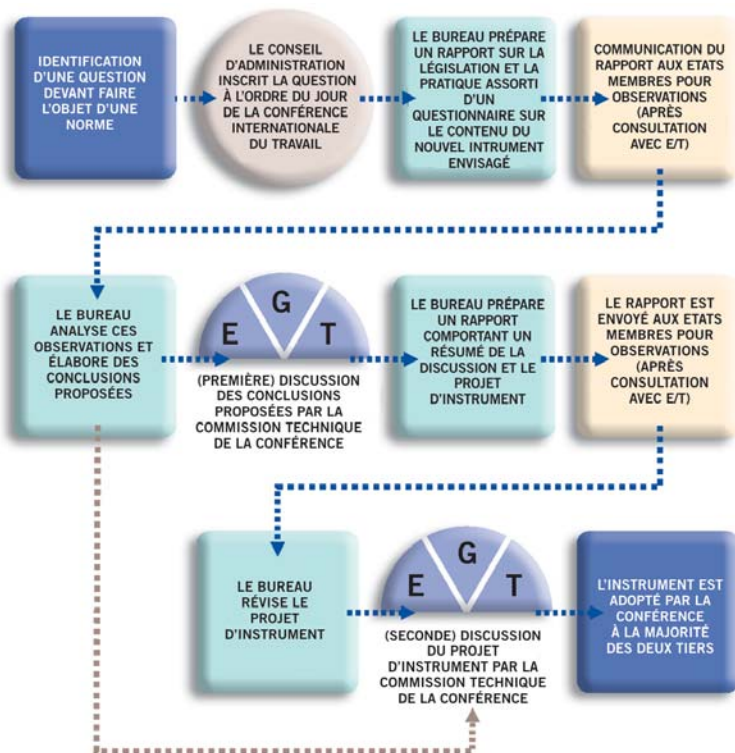 IDENTIFICATION
D'UNE QUESTION
DEVANT FAIRE
L'OBJET D'UNE
NORME
LE CONSEIL
D'ADMINISTRATION
INSCRIT LA QUESTION
À L'ORDRE DU JOUR
DE LA CONFÉRENCE
INTERNATIONALE
DU TRAVAIL
LE BUREAU PRÉPARE
UN RAPPORT SUR LA
LÉGISLATION ET LA
PRATIQUE ASSORTI
D'UN
QUESTIONNAIRE SUR
LE CONTENU DU
NOUVEL INTRUMENT
ENVISAGÉ
COMMUNICATION DU
RAPPORT AUX ETATS
MEMBRES POUR
OBSERVATIONS
(APRÈS
CONSULTATION
AVEC E/T)
LE BUREAU
ANALYSE CES
OBSERVATIONS ET
ÉLABORE DES
CONCLUSIONS
PROPOSÉES
E G T
(PREMIÈRE) DISCUSSION
DES CONCLUSIONS
PROPOSÉES PAR LA
COMMISSION TECHNIQUE
DE LA CONFÉRENCE
LE BUREAU PRÉPARE
UN RAPPORT
COMPORTANT UN
RÉSUMÉ DE LA
DISCUSSION ET LE
PROJET
D'INSTRUMENT
LE RAPPORT EST
ENVOYÉ AUX ETATS
MEMBRES POUR
OBSERVATIONS
(APRÈS
CONSULTATION
AVEC E/T)
LE BUREAU
RÉVISE LE
PROJET
D'INSTRUMENT
E G T
(SECONDE) DISCUSSION
DU PROJET
D'INSTRUMENT PAR LA
COMMISSION TECHNIQUE
DE LA CONFÉRENCE
L'INSTRUMENT EST
ADOPTÉ PAR LA
CONFÉRENCE
À LA MAJORITÉ
DES DEUX TIERS